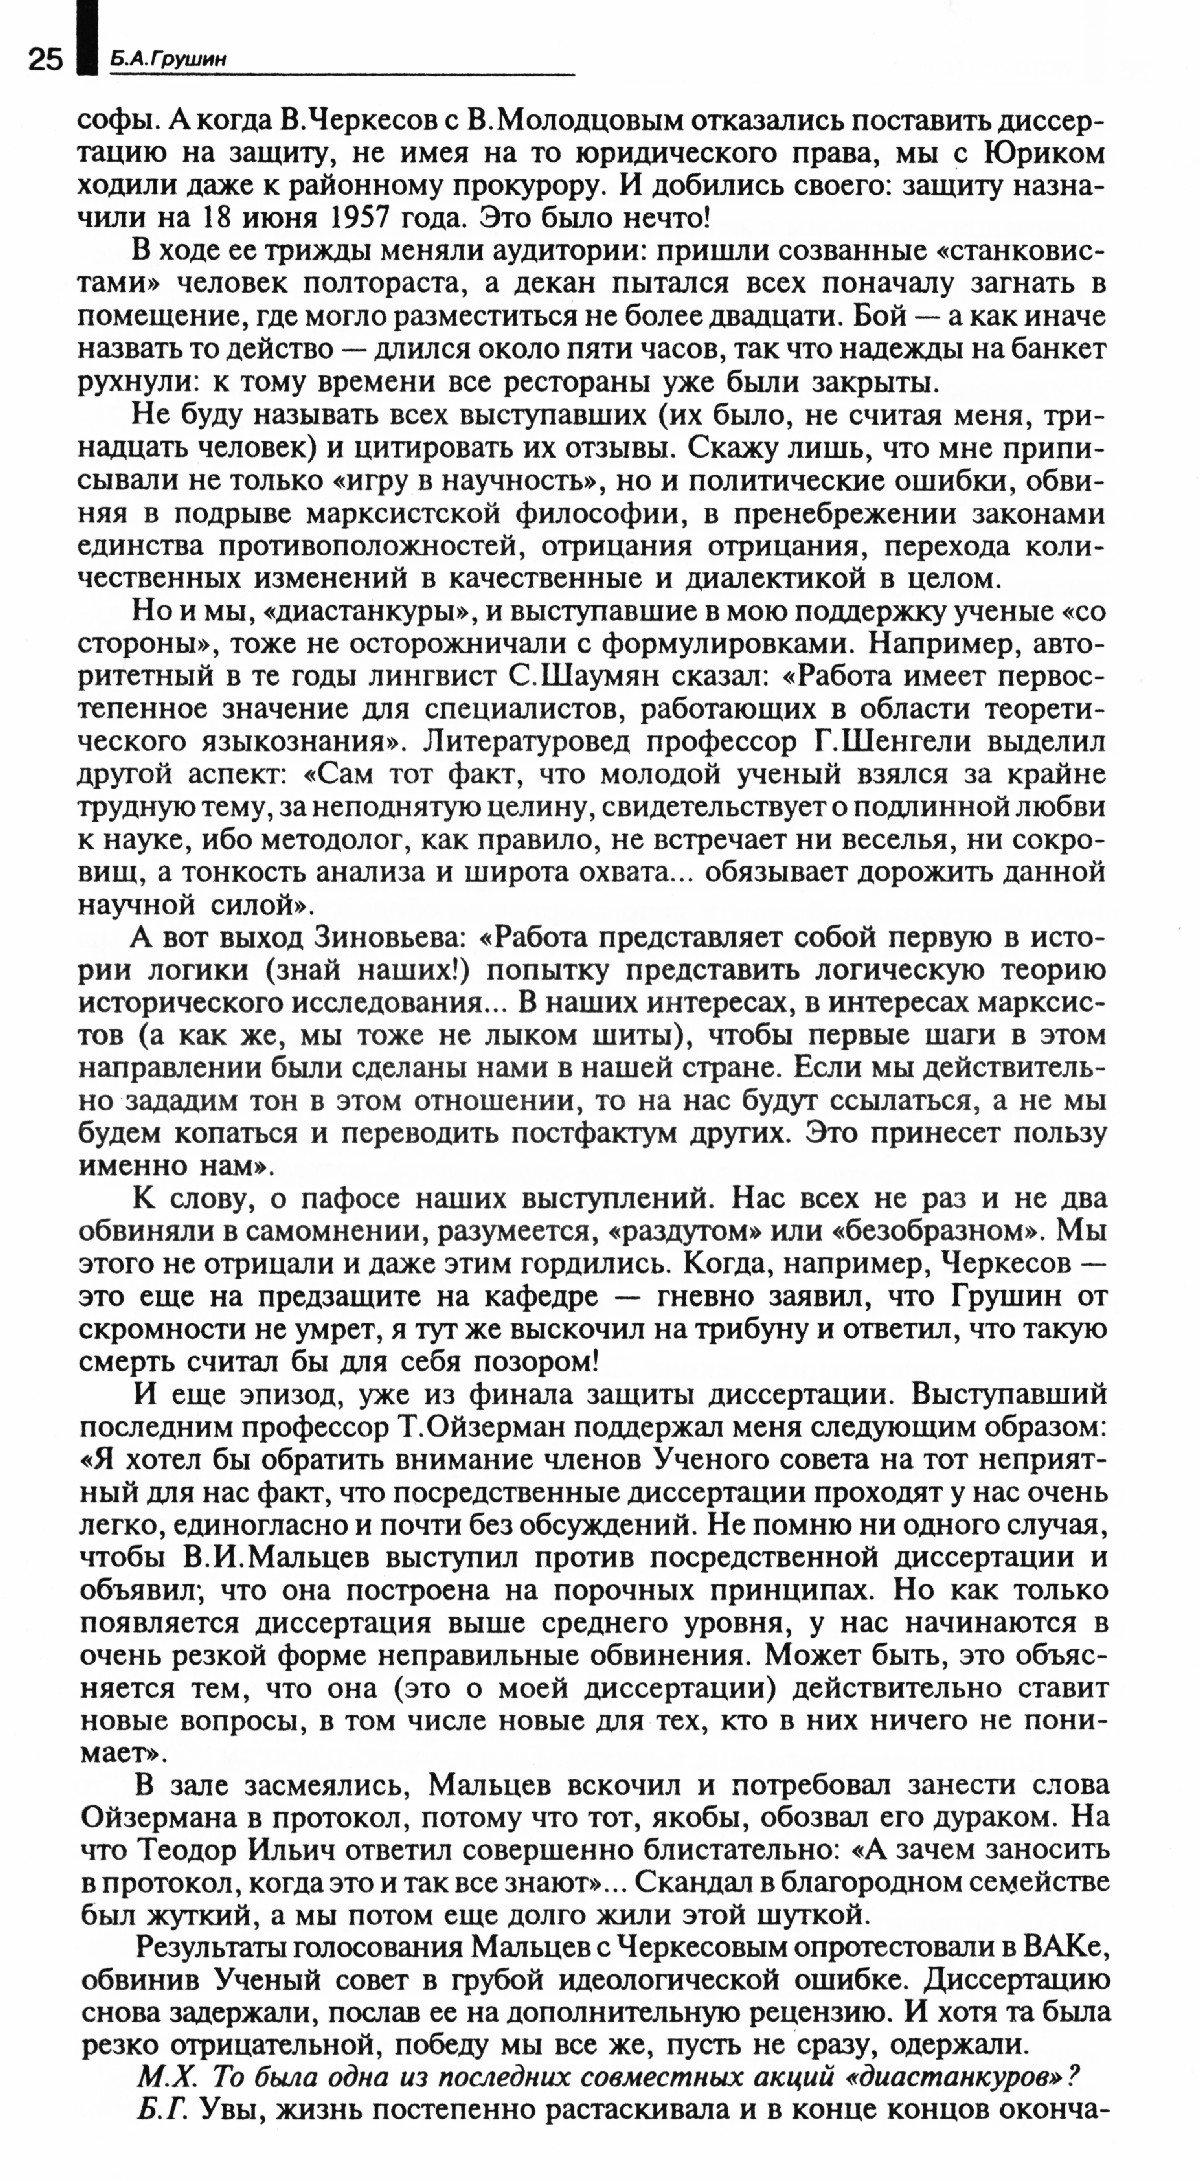 25
Б.А.Грушин
софы. А когда В.Черкесов с В.Молодцовым отказались поставить диссер-
тацию на защиту, не имея на то юридического права, мы с Юриком
ходили даже к районному прокурору. И добились своего: защиту назна-
чили на 18 июня 1957 года. Это было нечто!
В ходе ее трижды меняли аудитории: пришли созванные «станковис-
тами» человек полтораста, а декан пытался всех поначалу загнать в
помещение, где могло разместиться не более двадцати. Бой — а как иначе
назвать то действо — длился около пяти часов, так что надежды на банкет
рухнули: к тому времени все рестораны уже были закрыты.
Не буду называть всех выступавших (их было, не считая меня, три-
надцать человек) и цитировать их отзывы. Скажу лишь, что мне припи-
сывали не только «игру в научность», но и политические ошибки, обви-
няя в подрыве марксистской философии, в пренебрежении законами
единства противоположностей, отрицания отрицания, перехода коли-
чественных изменений в качественные и диалектикой в целом.
Но и мы, «диастанкуры», и выступавшие в мою поддержку ученые «со
стороны», тоже не осторожничали с формулировками. Например, авто-
ритетный в те годы лингвист С.Шаумян сказал: «Работа имеет первос-
тепенное значение для специалистов, работающих в области теорети-
ческого языкознания». Литературовед профессор Г.Шенгели выделил
другой аспект: «Сам тот факт, что молодой ученый взялся за крайне
трудную тему, за неподнятую целину, свидетельствует о подлинной любви
к науке, ибо методолог, как правило, не встречает ни веселья, ни сокро-
вищ, а тонкость анализа и широта охвата... обязывает дорожить данной
научной силой».
А вот выход Зиновьева: «Работа представляет собой первую в исто-
рии логики (знай наших!) попытку представить логическую теорию
исторического исследования... В наших интересах, в интересах марксис-
тов (а как же, мы тоже не лыком шиты), чтобы первые шаги в этом
направлении были сделаны нами в нашей стране. Если мы действитель-
но зададим тон в этом отношении, то на нас будут ссылаться, а не мы
будем копаться и переводить постфактум других. Это принесет пользу
именно нам».
К слову, о пафосе наших выступлений. Нас всех не раз и не два
обвиняли в самомнении, разумеется, «раздутом» или «безобразном». Мы
этого не отрицали и даже этим гордились. Когда, например, Черкесов —
это еще на предзащите на кафедре — гневно заявил, что Грушин от
скромности не умрет, я тут же выскочил на трибуну и ответил, что такую
смерть считал бы для себя позором!
И еще эпизод, уже из финала защиты диссертации. Выступавший
последним профессор Т.Ойзерман поддержал меня следующим образом:
«Я хотел бы обратить внимание членов Ученого совета на тот неприят-
ный для нас факт, что посредственные диссертации проходят у нас очень
легко, единогласно и почти без обсуждений. Не помню ни одного случая,
чтобы В.И.Мальцев выступил против посредственной диссертации и
объявил; что она построена на порочных принципах. Но как только
появляется диссертация выше среднего уровня, у нас начинаются в
очень резкой форме неправильные обвинения. Может быть, это объяс-
няется тем, что она (это о моей диссертации) действительно ставит
новые вопросы, в том числе новые для тех, кто в них ничего не пони-
мает».
В зале засмеялись, Мальцев вскочил и потребовал занести слова
Ойзермана в протокол, потому что тот, якобы, обозвал его дураком. На
что Теодор Ильич ответил совершенно блистательно: «А зачем заносить
в протокол, когда это и так все знают»... Скандал в благородном семействе
был жуткий, а мы потом еще долго жили этой шуткой.
Результаты голосования Мальцев с Черкесовым опротестовали в ВАКе,
обвинив Ученый совет в грубой идеологической ошибке. Диссертацию
снова задержали, послав ее на дополнительную рецензию. И хотя та была
резко отрицательной, победу мы все же, пусть не сразу, одержали.
М.Х. То была одна из последних совместных акций «диастанкуров»?
Б.Г. Увы, жизнь постепенно растаскивала и в конце концов оконча-